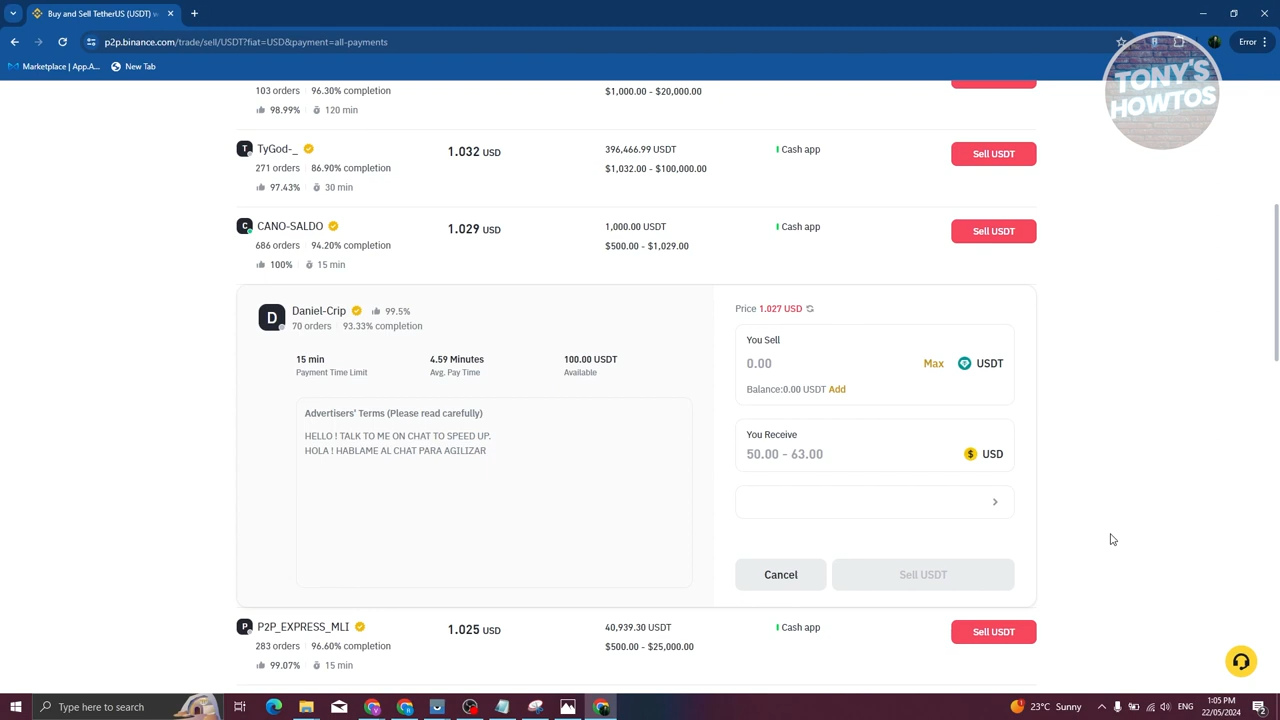 Buy and Sell TetherUS (USDT) w
p2p.binance.com/trade/sell/USDT?fiat=USD&payment=all-payments
Error
Marketplace | App.A...
New Tab
TONY'S
HOWTOS
103 orders 96.30% completion
$1,000.00 - $20,000.00
98.99% 120 min
T TyGod-_
1.032 USD
396,466.99 USDT
Cash app
Sell USDT
271 orders 86.90% completion
$1,032.00 - $100,000.00
97.43% 30 min
C CANO-SALDO
1.029 USD
1,000.00 USDT
Cash app
Sell USDT
686 orders 94.20% completion
$500.00 - $1,029.00
100% 15 min
D Daniel-Crip 99.5%
70 orders 93.33% completion
15 min
4.59 Minutes
100.00 USDT
Payment Time Limit
Avg. Pay Time
Available
Advertisers' Terms (Please read carefully)
HELLO ! TALK TO ME ON CHAT TO SPEED UP.
HOLA ! HABLAME AL CHAT PARA AGILIZAR
Price 1.027 USD
You Sell
0.00
Max
USDT
Balance:0.00 USDT Add
You Receive
50.00 - 63.00
USD
Cancel
Sell USDT
P P2P_EXPRESS_MLI
1.025 USD
40,939.30 USDT
Cash app
Sell USDT
283 orders 96.60% completion
$500.00 - $25,000.00
99.07% 15 min
Type here to search
23°C Sunny
1:05 PM
22/05/2024